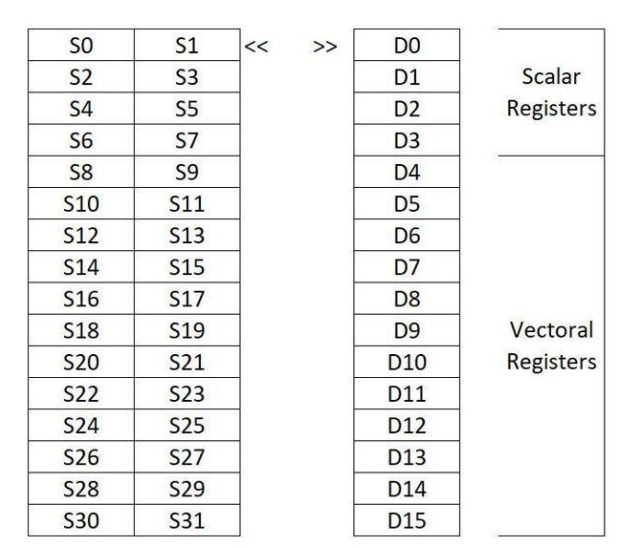 S0 S1 << >> D0
S2 S3 D1 Scalar
S4 S5 D2 Registers
S6 S7 D3
S8 S9 D4
S10 S11 D5
S12 S13 D6
S14 S15 D7
S16 S17 D8
S18 S19 D9 Vectoral
S20 S21 D10 Registers
S22 S23 D11
S24 S25 D12
S26 S27 D13
S28 S29 D14
S30 S31 D15